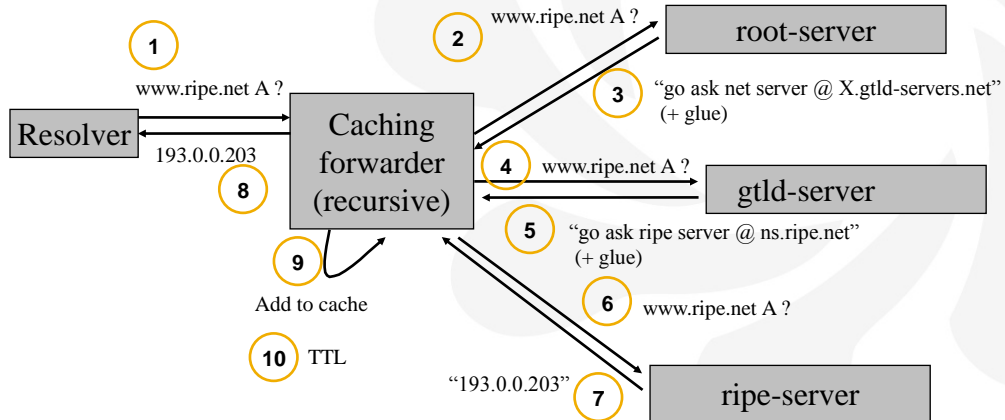 1
www.ripe.net A ?
2
www.ripe.net A ?
root-server
3
“go ask net server @ X.gtld-servers.net”
(+ glue)
Resolver
Caching
forwarder
(recursive)
193.0.0.203
8
4
www.ripe.net A ?
gtld-server
5
“go ask ripe server @ ns.ripe.net”
(+ glue)
9
Add to cache
6
www.ripe.net A ?
10
TTL
“193.0.0.203”
7
ripe-server